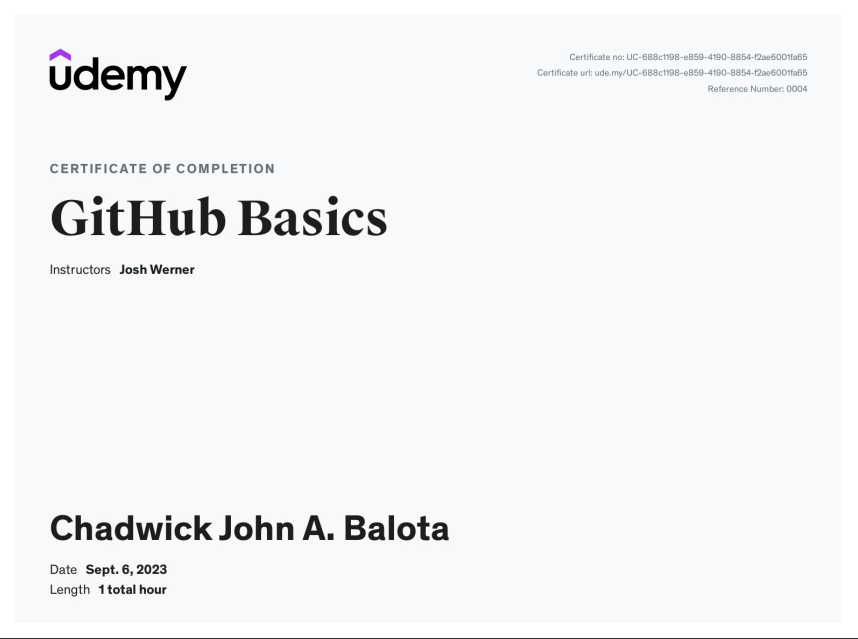 udemy
Certificate no: UC-688c1198-e859-4190-8854-f2ae6001fa65
Certificate url: ude.my/UC-688c1198-e859-4190-8854-f2ae6001fa65
Reference Number: 0004
CERTIFICATE OF COMPLETION
GitHub Basics
Instructors Josh Werner
Chadwick John A. Balota
Date Sept. 6, 2023
Length 1 total hour